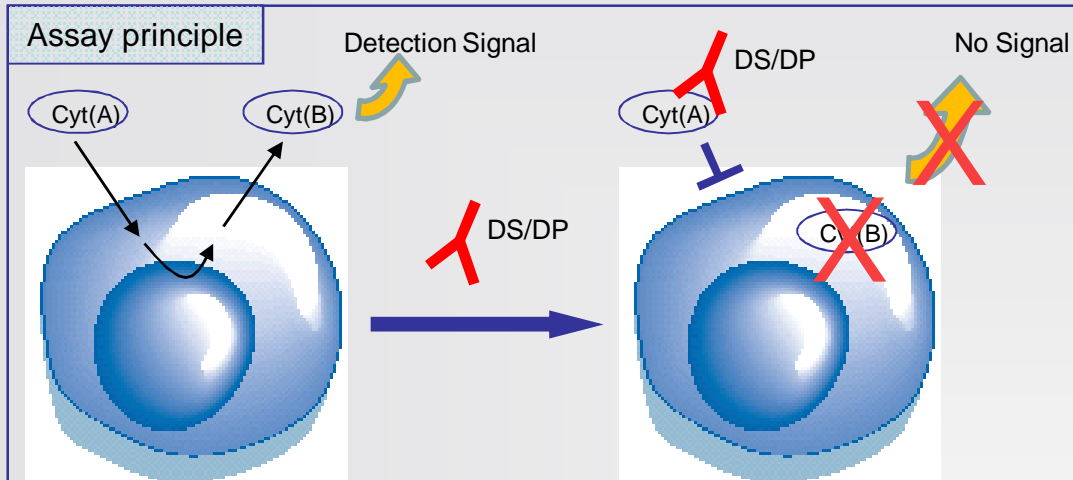 Assay principle
Detection Signal
No Signal
DS/DP
Cyt(A)
Cyt(B)
Cyt(A)
DS/DP
(B)